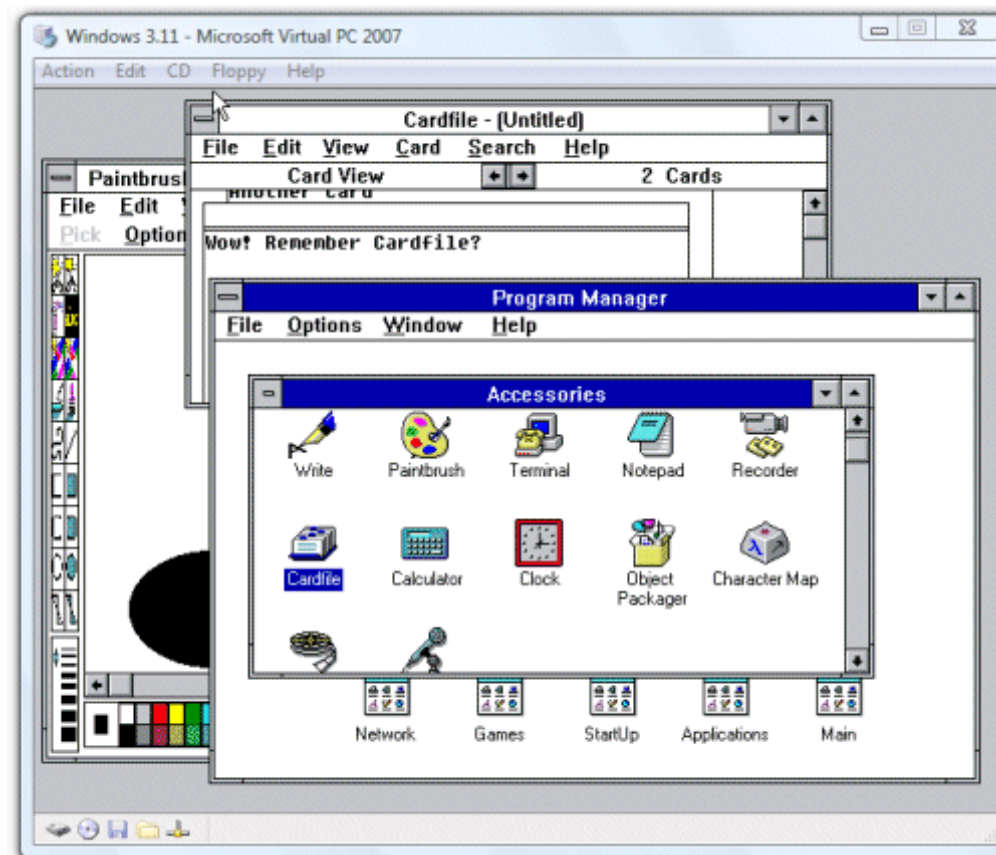 Windows 3.11 - Microsoft Virtual PC 2007
Action Edit CD Floppy Help
Cardfile - (Untitled)
File Edit View Card Search Help
Card View 2 Cards
Another Card
Wow! Remember Cardfile?
Paintbrush
File Edit
Pick Option
Program Manager
File Options Window Help
Accessories
Write Paintbrush Terminal Notepad Recorder
Cardfile Calculator Clock Object Packager Character Map
Network Games StartUp Applications Main